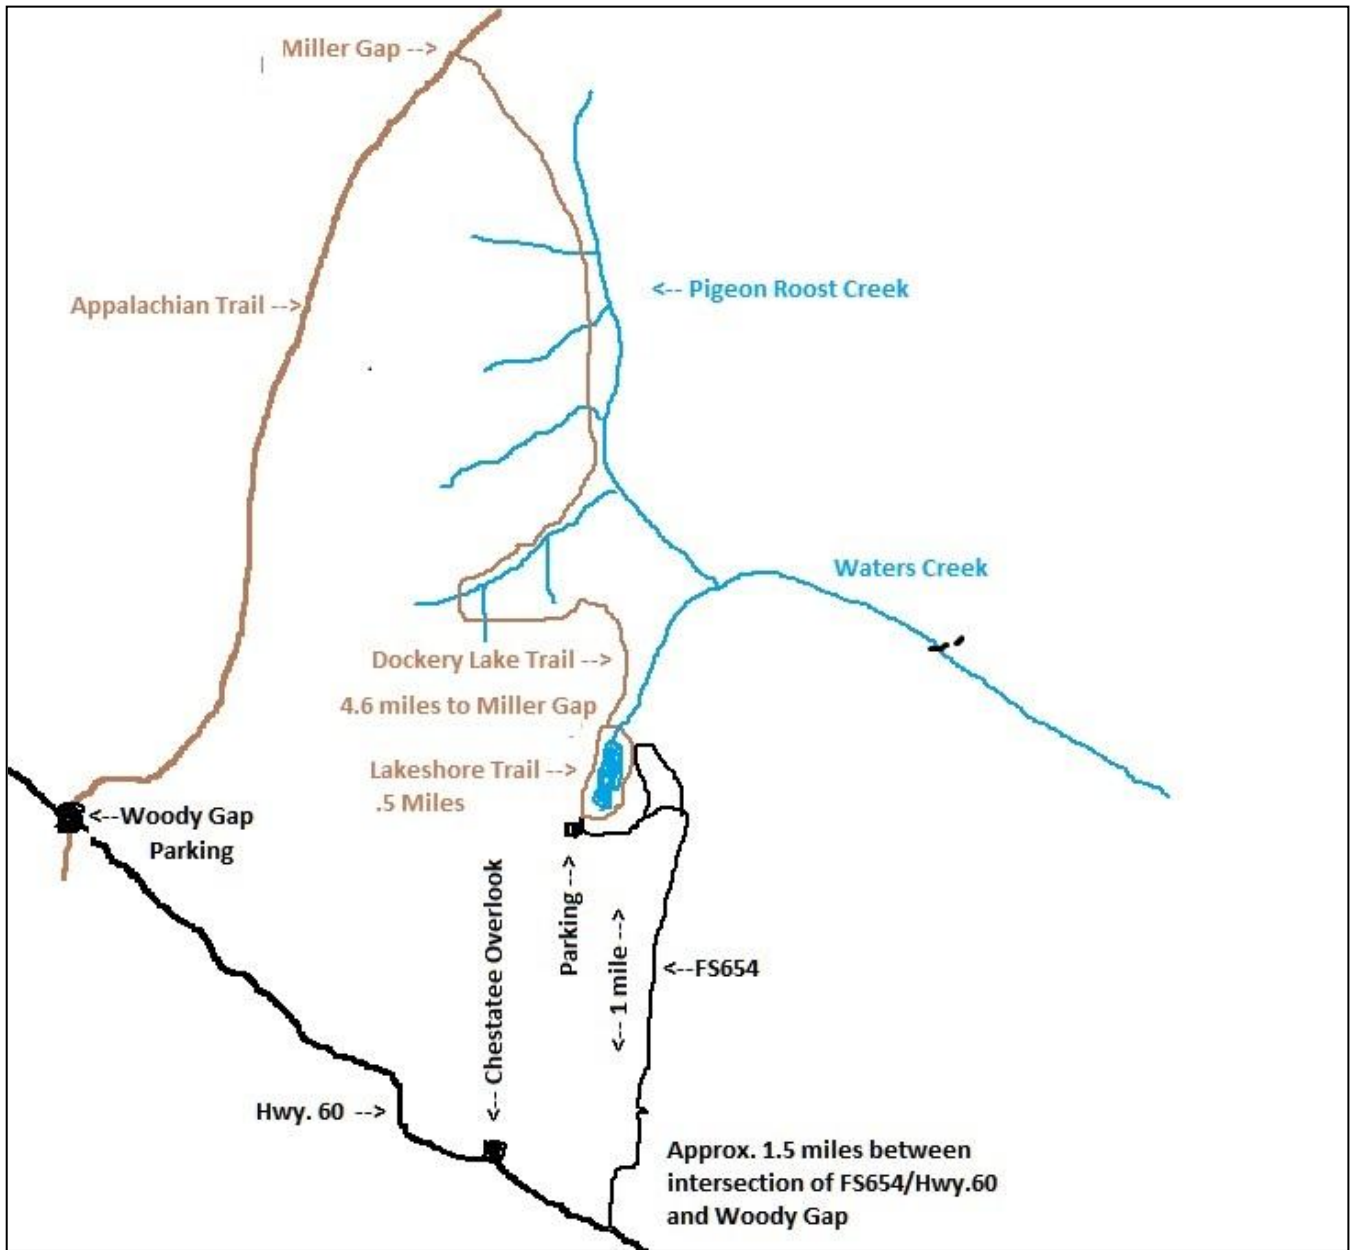 Miller Gap -->
Appalachian Trail -->
<-- Pigeon Roost Creek
Waters Creek
Dockery Lake Trail -->
4.6 miles to Miller Gap
Lakeshore Trail -->
.5 Miles
<--Woody Gap
Parking
<-- Chestatee Overlook
Parking -->
<-- 1 mile -->
<--FS654
Hwy. 60 -->
Approx. 1.5 miles between
intersection of FS654/Hwy.60
and Woody Gap